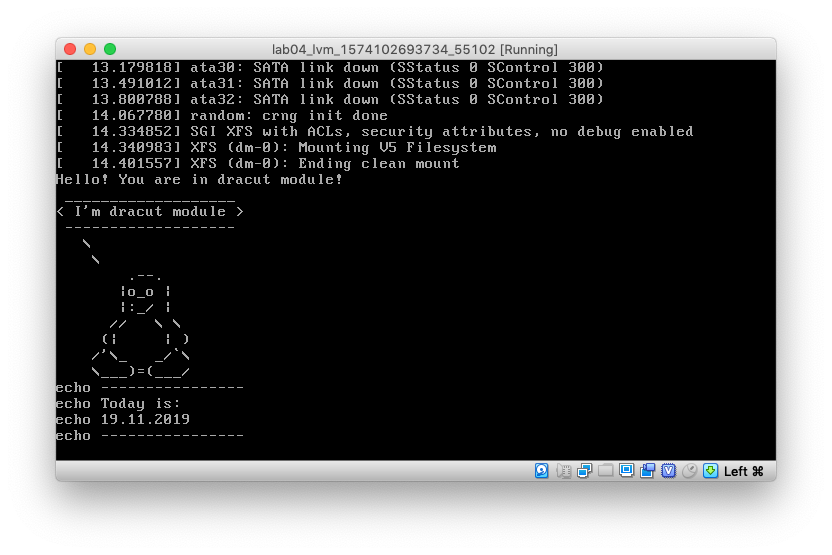 lab04_lvm_1574102693734_55102 [Running]
[   13.179818] ata30: SATA link down (SStatus 0 SControl 300)
[   13.491012] ata31: SATA link down (SStatus 0 SControl 300)
[   13.800788] ata32: SATA link down (SStatus 0 SControl 300)
[   14.067780] random: crng init done
[   14.334852] SGI XFS with ACLs, security attributes, no debug enabled
[   14.340983] XFS (dm-0): Mounting V5 Filesystem
[   14.401557] XFS (dm-0): Ending clean mount
Hello! You are in dracut module!
 ___________________
< I'm dracut module >
 -------------------
   \
    \
        .--.
       |o_o |
       |:_/ |
      //   \ \
     (|     | )
    /'\_   _/`\
    \___)=(___/
echo ----------------
echo Today is:
echo 19.11.2019
echo ----------------
Left ⌘